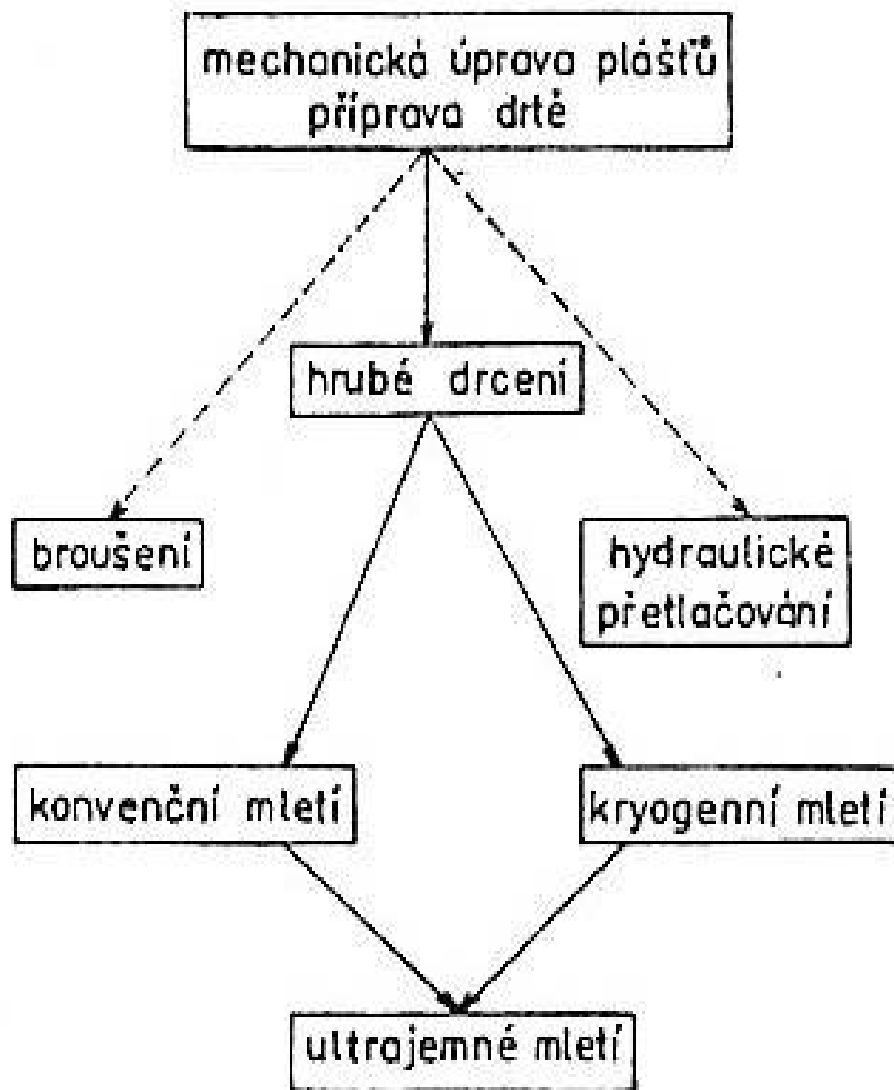 mechanická úprava plášťů
příprava drtě
hrubé drcení
broušení
hydraulické
přetlačování
konvenční mletí
kryogenní mletí
ultrajemné mletí